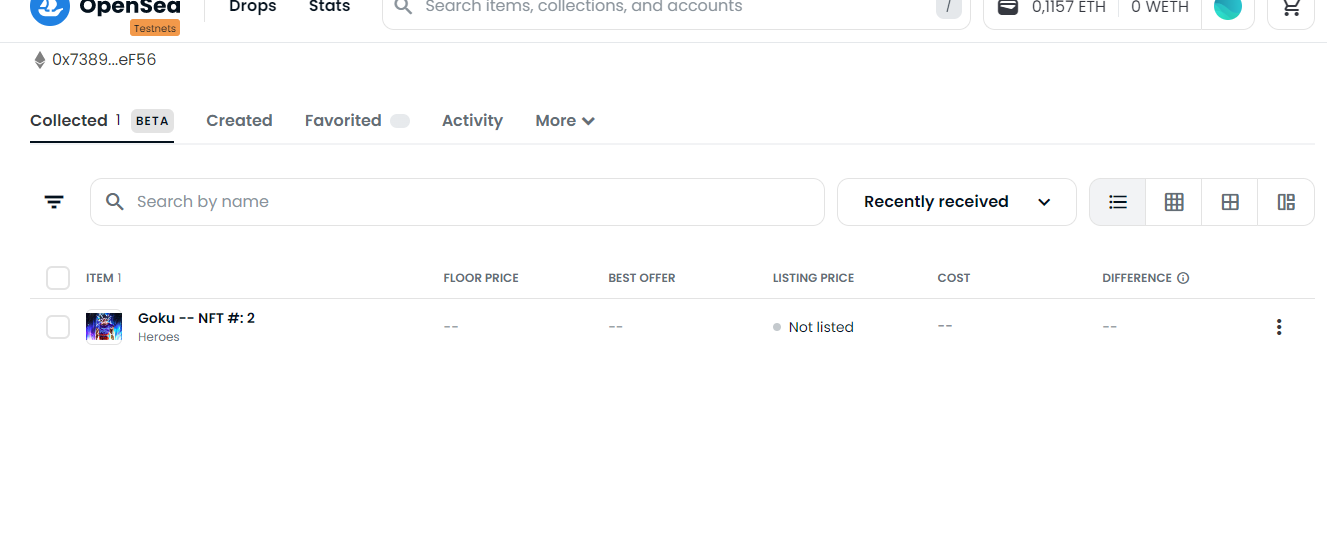 OpenSea
Testnets
Drops
Stats
Search items, collections, and accounts
/
0,1157 ETH
0 WETH
0x7389...eF56
Collected 1 BETA
Created
Favorited
Activity
More
Search by name
Recently received
ITEM 1
FLOOR PRICE
BEST OFFER
LISTING PRICE
COST
DIFFERENCE
Goku -- NFT #: 2
Heroes
--
--
Not listed
--
--